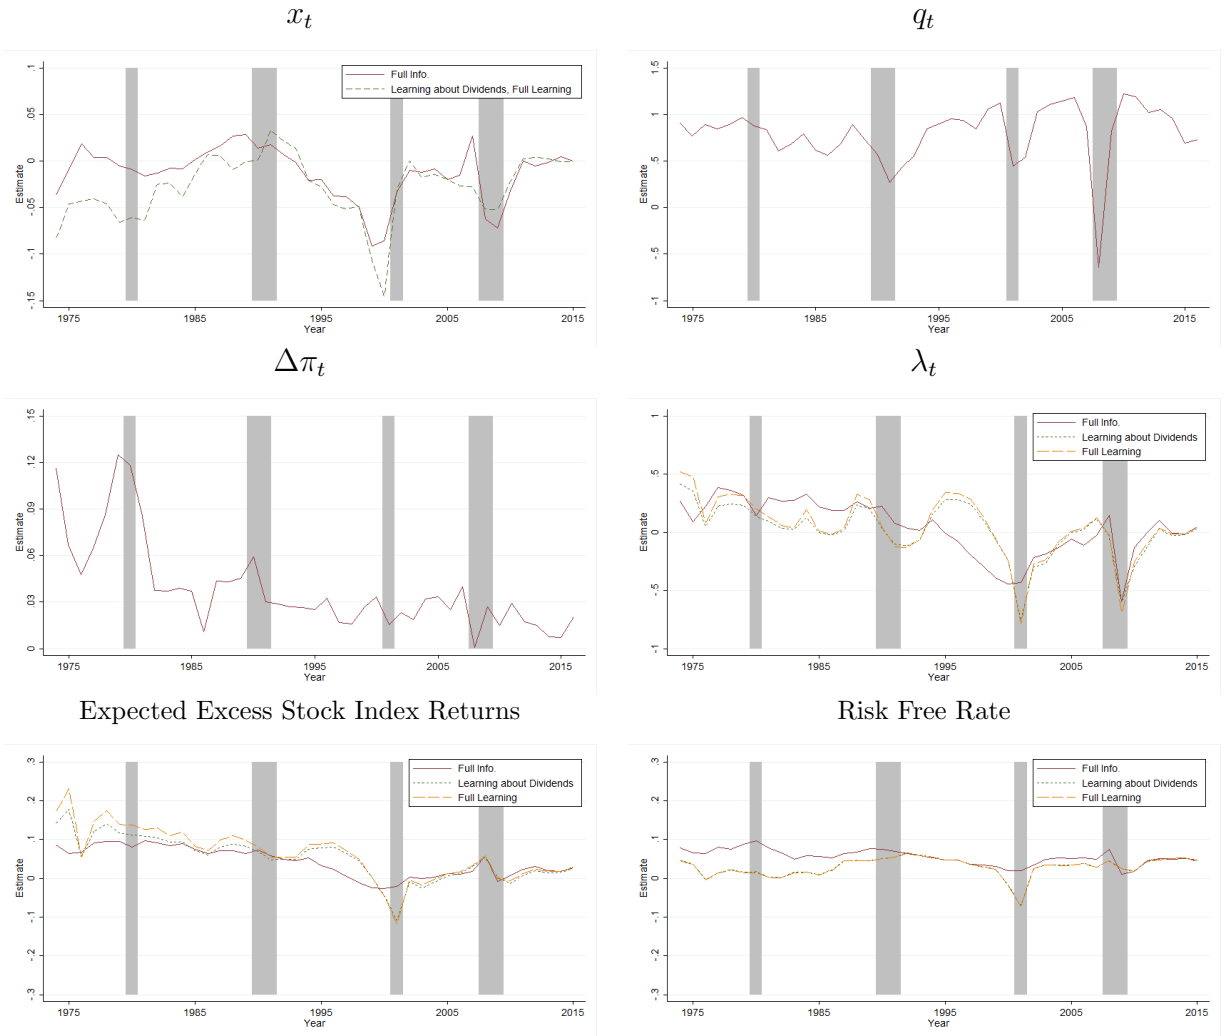 x_t
.1
.05
0
-.05
-.1
-.15
Estimate
Full Info.
Learning about Dividends, Full Learning
1975 1985 1995 2005 2015
Year
q_t
1.5
1
.5
0
-.5
-1
Estimate
1975 1985 1995 2005 2015
Year
Δπ_t
.15
.12
.09
.06
.03
0
Estimate
1975 1985 1995 2005 2015
Year
λ_t
1
.5
0
-.5
-1
Estimate
Full Info.
Learning about Dividends
Full Learning
1975 1985 1995 2005 2015
Year
Expected Excess Stock Index Returns
.3
.2
.1
0
-.1
-.2
-.3
Estimate
Full Info.
Learning about Dividends
Full Learning
1975 1985 1995 2005 2015
Year
Risk Free Rate
.3
.2
.1
0
-.1
-.2
-.3
Estimate
Full Info.
Learning about Dividends
Full Learning
1975 1985 1995 2005 2015
Year